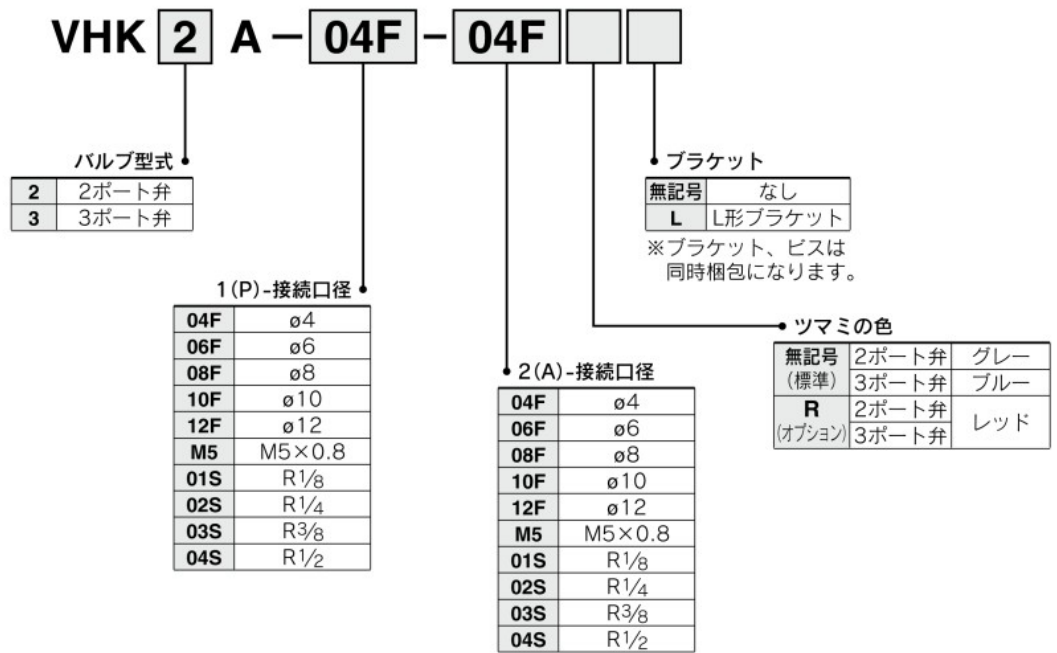 VHK 2 A － 04F － 04F
バルブ型式
2 2ポート弁
3 3ポート弁
ブラケット
無記号 なし
L L形ブラケット
※ブラケット、ビスは
同時梱包になります。
1(P)-接続口径
04F ø4
06F ø6
08F ø8
10F ø10
12F ø12
M5 M5×0.8
01S R1/8
02S R1/4
03S R3/8
04S R1/2
2(A)-接続口径
04F ø4
06F ø6
08F ø8
10F ø10
12F ø12
M5 M5×0.8
01S R1/8
02S R1/4
03S R3/8
04S R1/2
ツマミの色
無記号 2ポート弁 グレー
(標準) 3ポート弁 ブルー
R 2ポート弁 レッド
(オプション) 3ポート弁